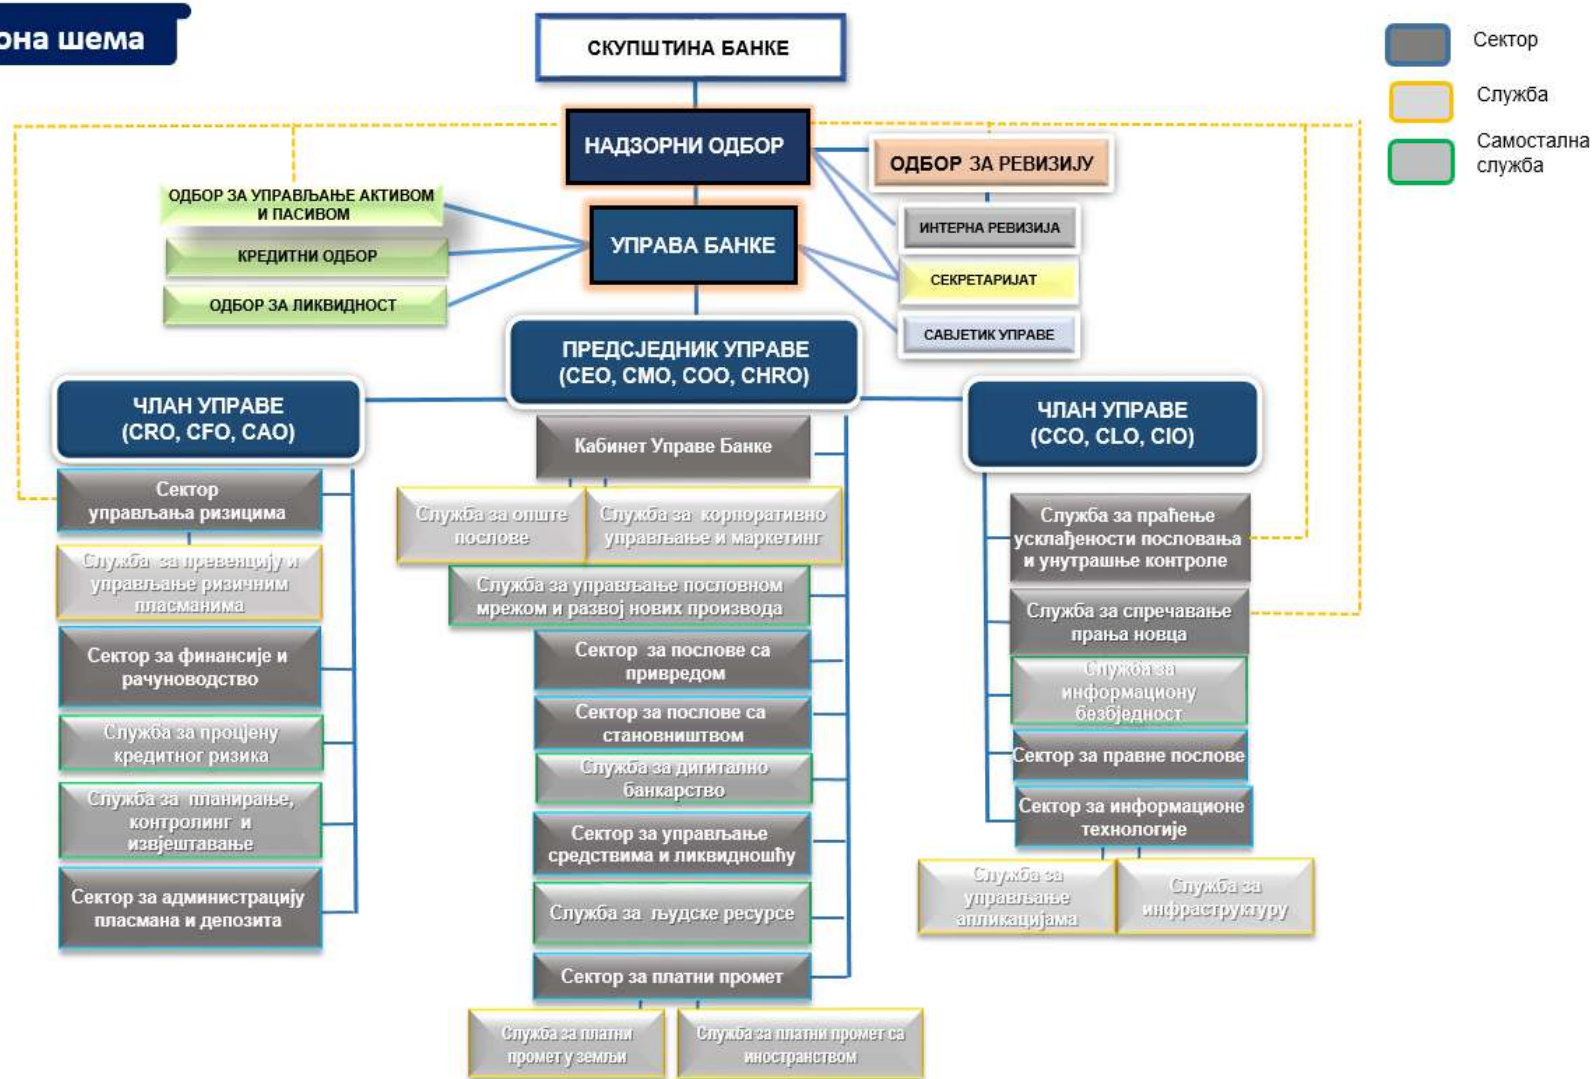 она шема
СКУПШТИНА БАНКЕ
НАДЗОРНИ ОДБОР
ОДБОР ЗА РЕВИЗИЈУ
ОДБОР ЗА УПРАВЉАЊЕ АКТИВОМ
И ПАСИВОМ
КРЕДИТНИ ОДБОР
ОДБОР ЗА ЛИКВИДНОСТ
УПРАВА БАНКЕ
ИНТЕРНА РЕВИЗИЈА
СЕКРЕТАРИЈАТ
САВЈЕТИК УПРАВЕ
Сектор
Служба
Самостална
служба
ПРЕДСЈЕДНИК УПРАВЕ
(CEO, CMO, COO, CHRO)
ЧЛАН УПРАВЕ
(CRO, CFO, CAO)
Сектор
управљања ризицима
Служба за превенцију и
управљање ризичним
пласманима
Сектор за финансије и
рачуноводство
Служба за процјену
кредитног ризика
Служба за планирање,
контролинг и
извјештавање
Сектор за администрацију
пласмана и депозита
Кабинет Управе Банке
Служба за опште
послове
Служба за корпоративно
управљање и маркетинг
Служба за управљање пословном
мрежом и развој нових производа
Сектор за послове са
привредом
Сектор за послове са
становништвом
Служба за дигитално
банкарство
Сектор за управљање
средствима и ликвидношћу
Служба за људске ресурсе
Сектор за платни промет
Служба за платни
промет у земљи
Служба за платни промет са
иностранством
ЧЛАН УПРАВЕ
(CCO, CLO, CIO)
Служба за праћење
усклађености пословања
и унутрашње контроле
Служба за спречавање
прања новца
Служба за
информациону
безбједност
Сектор за правне послове
Сектор за информационе
технологије
Служба за
управљање
апликацијама
Служба за
инфраструктуру